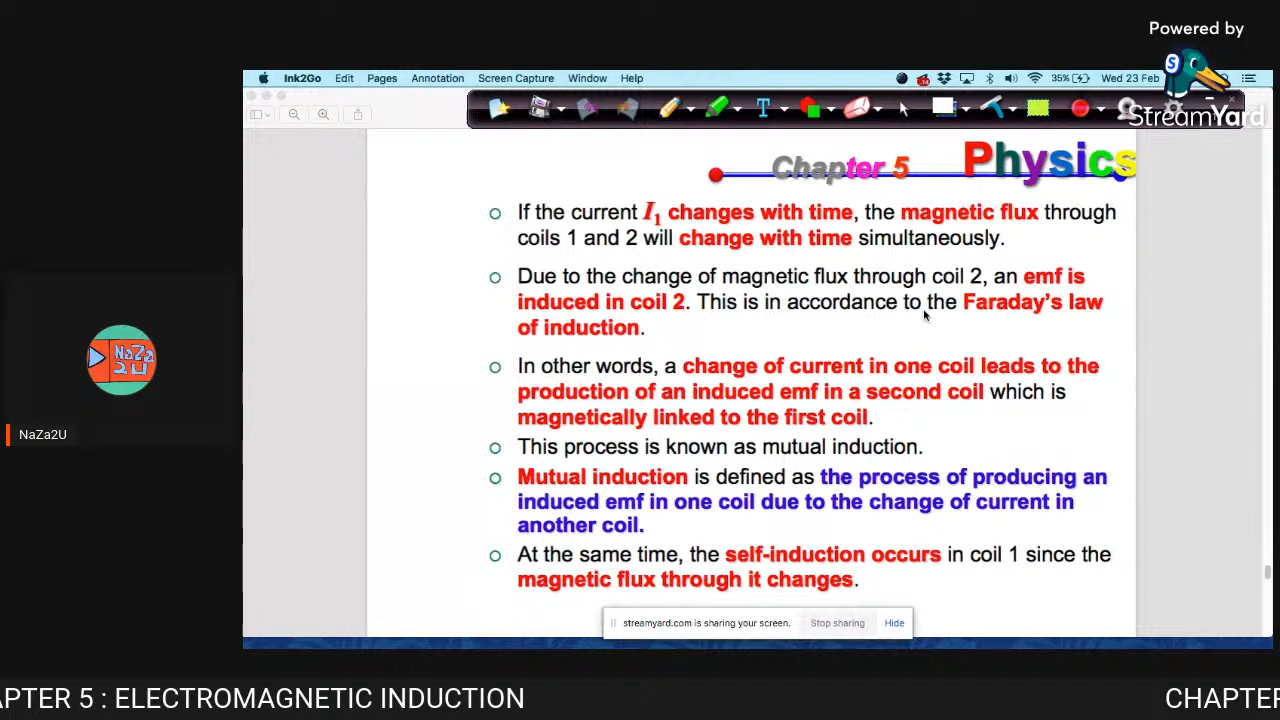 Powered by
StreamYard
Ink2Go Edit Pages Annotation Screen Capture Window Help
35% Wed 23 Feb
Chapter 5 Physics
If the current I1 changes with time, the magnetic flux through
coils 1 and 2 will change with time simultaneously.
Due to the change of magnetic flux through coil 2, an emf is
induced in coil 2. This is in accordance to the Faraday's law
of induction.
In other words, a change of current in one coil leads to the
production of an induced emf in a second coil which is
magnetically linked to the first coil.
This process is known as mutual induction.
Mutual induction is defined as the process of producing an
induced emf in one coil due to the change of current in
another coil.
At the same time, the self-induction occurs in coil 1 since the
magnetic flux through it changes.
NaZa
2U
NaZa2U
streamyard.com is sharing your screen. Stop sharing Hide
APTER 5 : ELECTROMAGNETIC INDUCTION CHAPTER